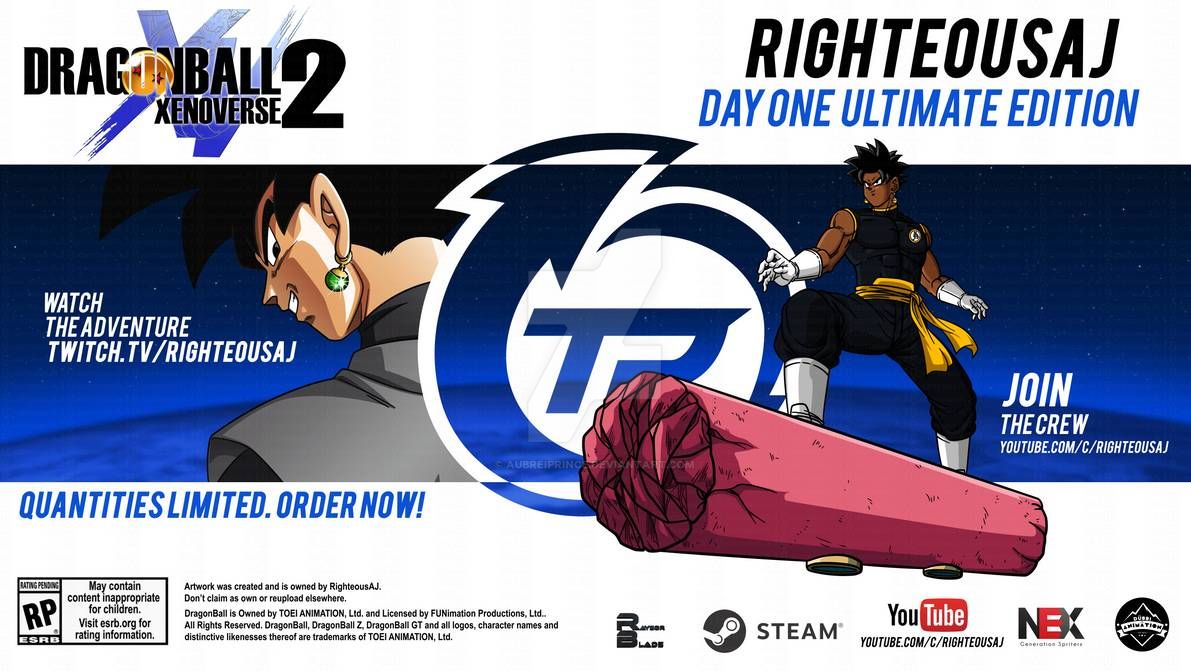 DRAGONBALL
XENOVERSE 2
RIGHTEOUSAJ
DAY ONE ULTIMATE EDITION
WATCH
THE ADVENTURE
TWITCH.TV/RIGHTEOUSAJ
JOIN
THE CREW
YOUTUBE.COM/C/RIGHTEOUSAJ
© AUBREIPRINCE.DEVIANTART.COM
QUANTITIES LIMITED. ORDER NOW!
RATING PENDING
RP
ESRB
May contain
content inappropriate
for children.
Visit esrb.org for
rating information.
Artwork was created and is owned by RighteousAJ.
Don't claim as own or reupload elsewhere.
DragonBall is Owned by TOEI ANIMATION, Ltd. and Licensed by FUNimation Productions, Ltd..
All Rights Reserved. DragonBall, DragonBall Z, DragonBall GT and all logos, character names and
distinctive likenesses thereof are trademarks of TOEI ANIMATION, Ltd.
STEAM®
YouTube
YOUTUBE.COM/C/RIGHTEOUSAJ
NEX
Generation Spriters
ANIMATION